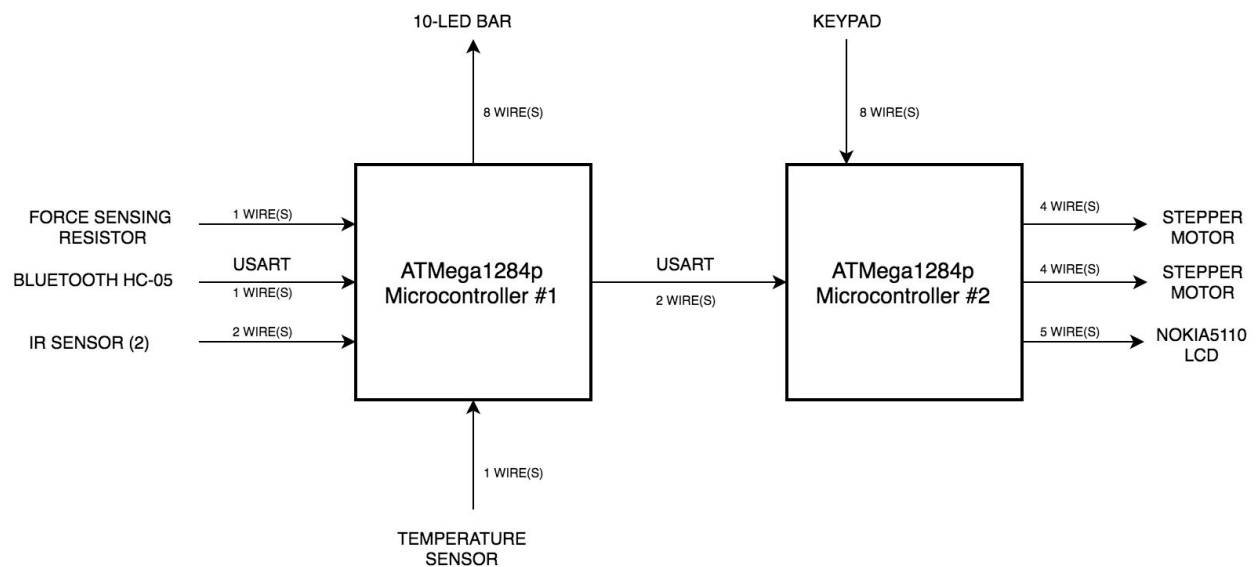 10-LED BAR
KEYPAD
8 WIRE(S)
8 WIRE(S)
FORCE SENSING
RESISTOR
1 WIRE(S)
BLUETOOTH HC-05
USART
1 WIRE(S)
IR SENSOR (2)
2 WIRE(S)
ATMega1284p
Microcontroller #1
USART
2 WIRE(S)
ATMega1284p
Microcontroller #2
4 WIRE(S)
STEPPER
MOTOR
4 WIRE(S)
STEPPER
MOTOR
5 WIRE(S)
NOKIA5110
LCD
1 WIRE(S)
TEMPERATURE
SENSOR